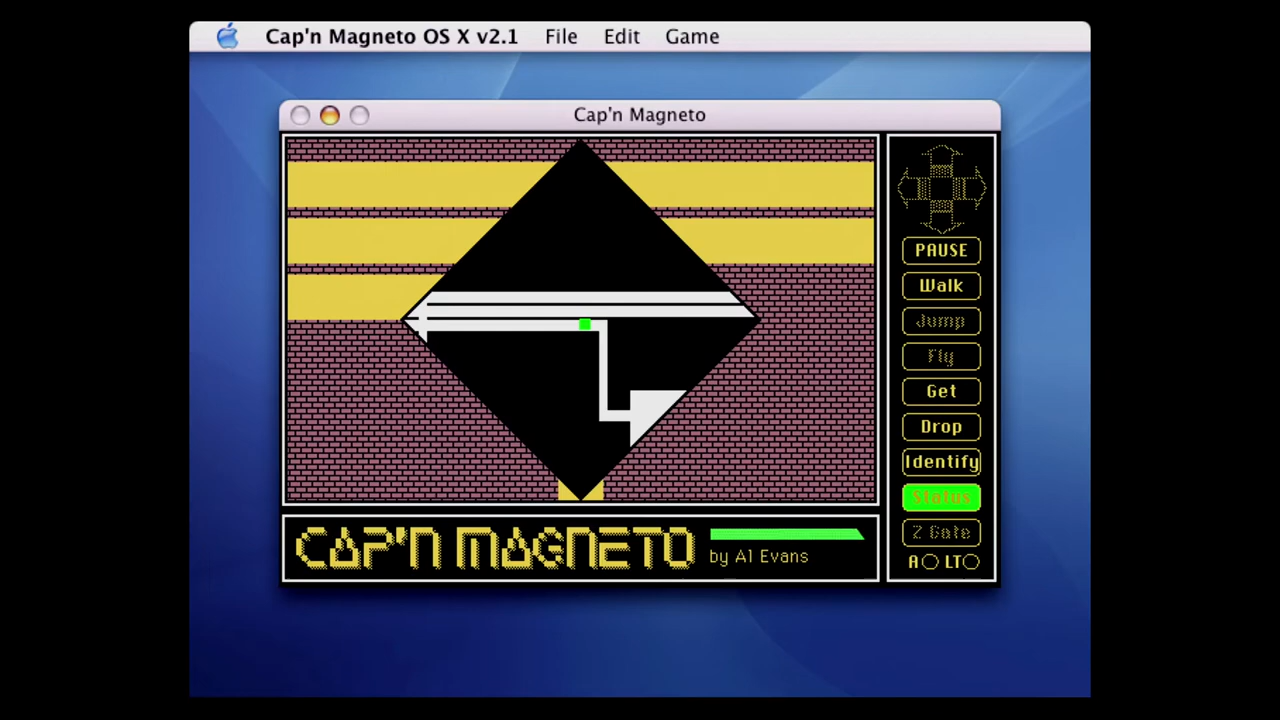 Cap'n Magneto OS X v2.1 File Edit Game
Cap'n Magneto
PAUSE
Walk
Jump
Fly
Get
Drop
Identify
Status
Z Gate
A LT
CAP'N MAGNETO
by Al Evans